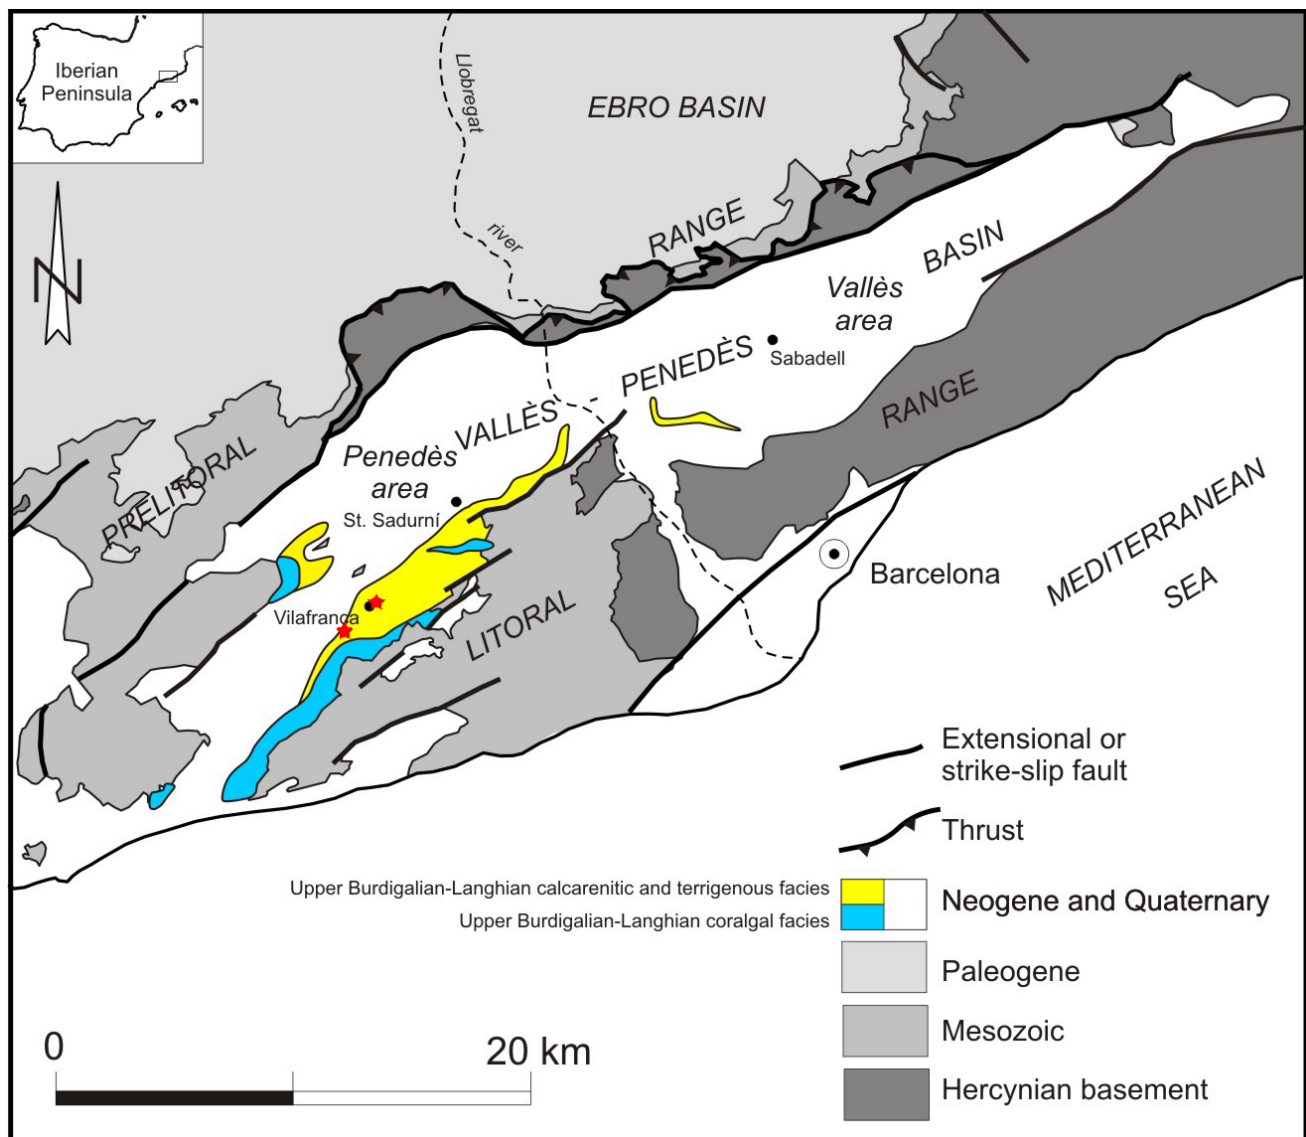 Iberian
Peninsula
Llobregat
river
EBRO BASIN
N
RANGE
BASIN
Vallès
area
Sabadell
PENEDÈS
-
VALLÈS
RANGE
Penedès
area
St. Sadurní
PRELITORAL
Vilafranca
LITORAL
Barcelona
MEDITERRANEAN
SEA
Extensional or
strike-slip fault
Thrust
Upper Burdigalian-Langhian calcarenitic and terrigenous facies
Upper Burdigalian-Langhian coralgal facies
Neogene and Quaternary
Paleogene
Mesozoic
Hercynian basement
0
20 km